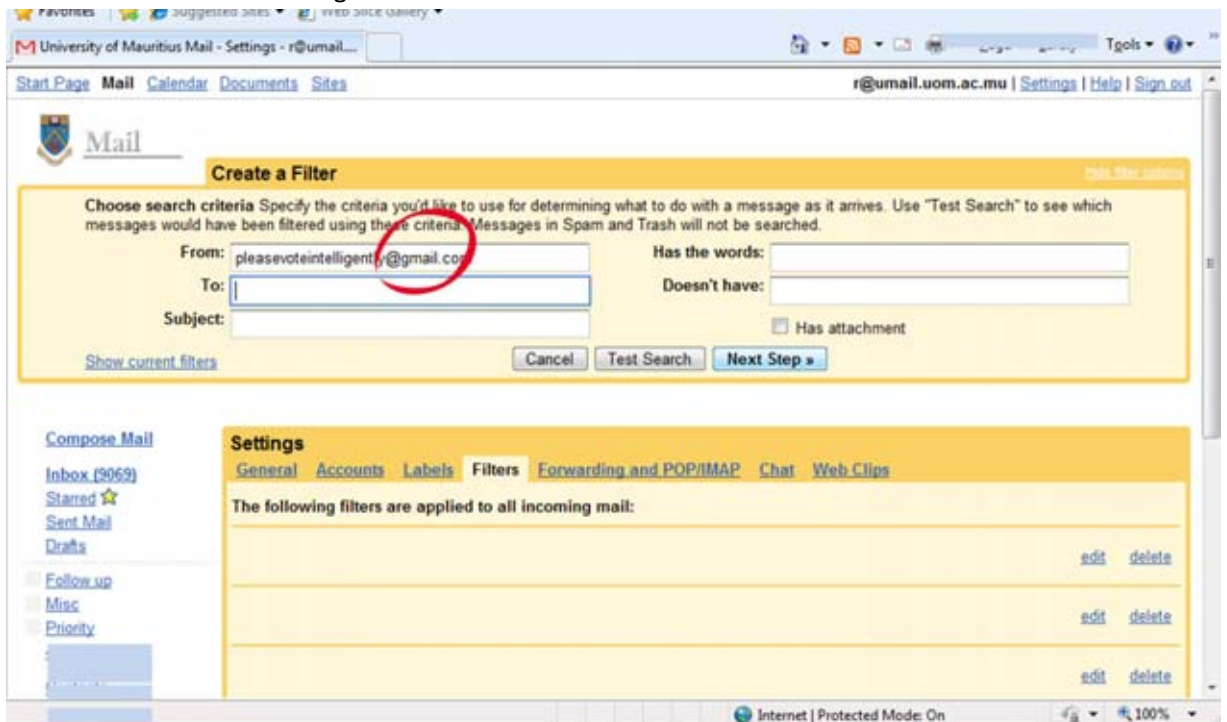 Favorites Suggested Sites Web Slice Gallery
University of Mauritius Mail - Settings - r@umail.... Tools
Start Page Mail Calendar Documents Sites r@umail.uom.ac.mu | Settings | Help | Sign out
Mail
Create a Filter Hide filter options
Choose search criteria Specify the criteria you'd like to use for determining what to do with a message as it arrives. Use "Test Search" to see which
messages would have been filtered using these criteria. Messages in Spam and Trash will not be searched.
From: pleasevoteintelligently@gmail.com Has the words:
To: Doesn't have:
Subject: Has attachment
Show current filters Cancel Test Search Next Step »
Compose Mail
Inbox (9069)
Starred
Sent Mail
Drafts
Follow up
Misc
Priority
Settings
General Accounts Labels Filters Forwarding and POP/IMAP Chat Web Clips
The following filters are applied to all incoming mail:
edit delete
edit delete
edit delete
Internet | Protected Mode: On 100%